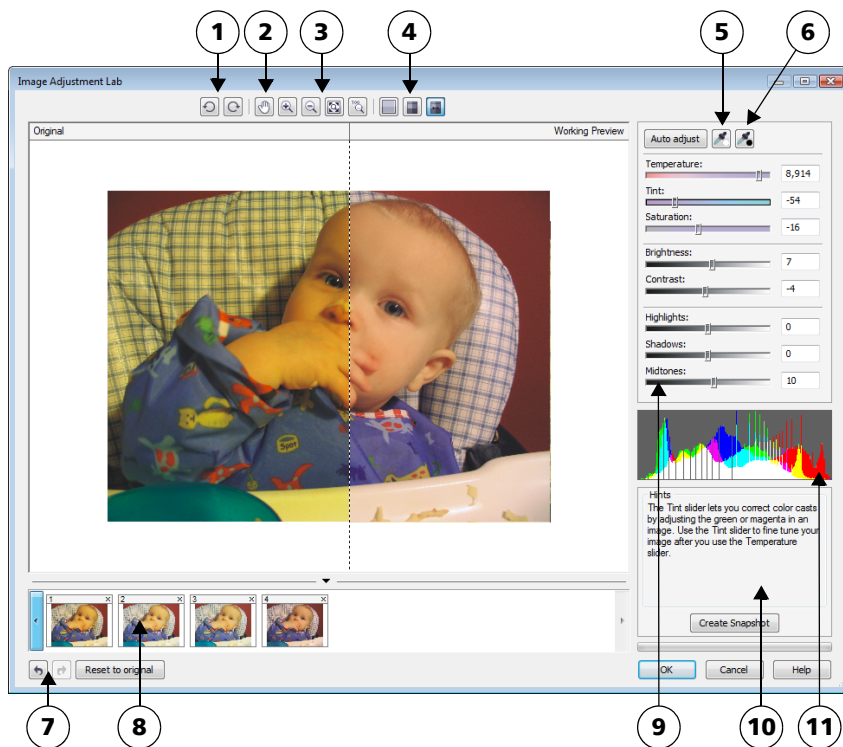 1 2 3 4 5 6
Image Adjustment Lab
100
Original Working Preview
Auto adjust
Temperature:
8,914
Tint:
-54
Saturation:
-16
Brightness:
7
Contrast:
-4
Highlights:
0
Shadows:
0
Midtones:
10
Spot
Hints
The Tint slider lets you correct color casts
by adjusting the green or magenta in an
image. Use the Tint slider to fine tune your
image after you use the Temperature
slider.
1 2 3 4
Create Snapshot
Reset to original
OK Cancel Help
7 8 9 10 11